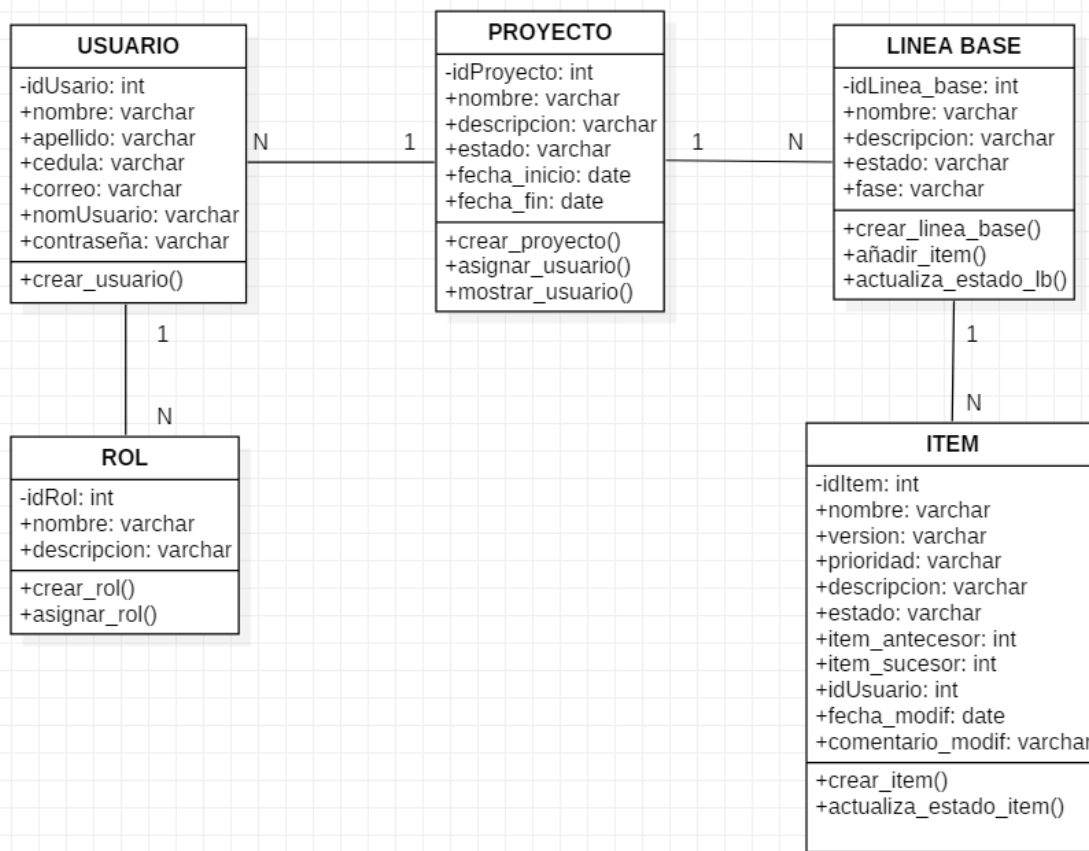 USUARIO
-idUsario: int
+nombre: varchar
+apellido: varchar
+cedula: varchar
+correo: varchar
+nomUsuario: varchar
+contraseña: varchar
+crear_usuario()
N
1
PROYECTO
-idProyecto: int
+nombre: varchar
+descripcion: varchar
+estado: varchar
+fecha_inicio: date
+fecha_fin: date
+crear_proyecto()
+asignar_usuario()
+mostrar_usuario()
1
N
LINEA BASE
-idLinea_base: int
+nombre: varchar
+descripcion: varchar
+estado: varchar
+fase: varchar
+crear_linea_base()
+añadir_item()
+actualiza_estado_lb()
1
N
ROL
-idRol: int
+nombre: varchar
+descripcion: varchar
+crear_rol()
+asignar_rol()
1
N
ITEM
-idItem: int
+nombre: varchar
+version: varchar
+prioridad: varchar
+descripcion: varchar
+estado: varchar
+item_antecesor: int
+item_sucesor: int
+idUsuario: int
+fecha_modif: date
+comentario_modif: varchar
+crear_item()
+actualiza_estado_item()